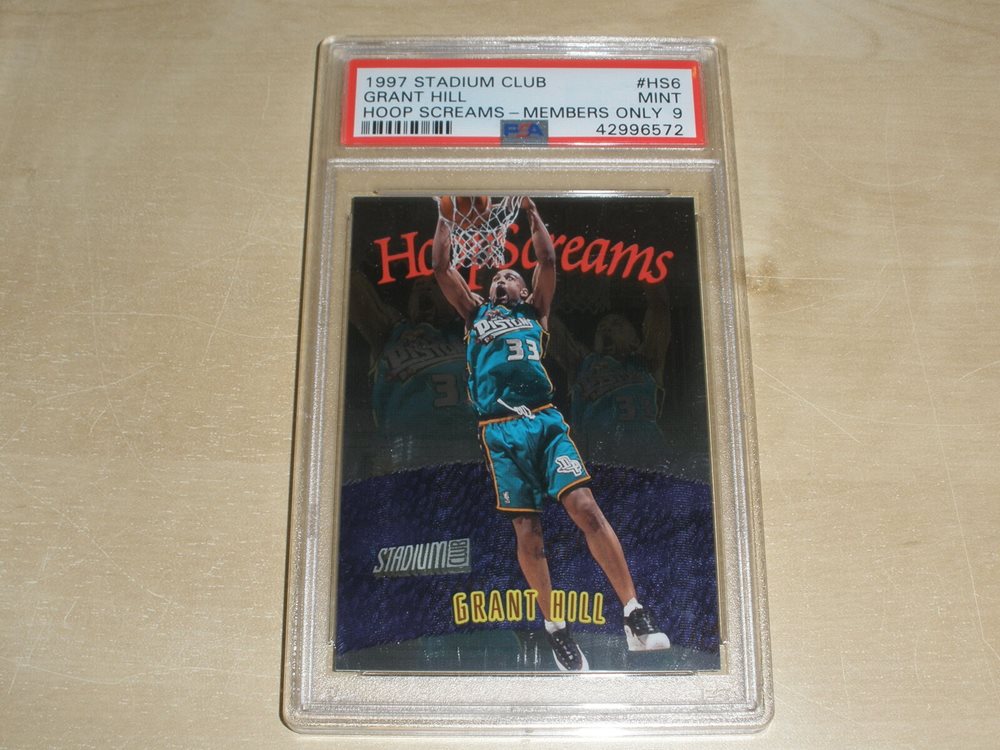 1997 STADIUM CLUB #HS6
GRANT HILL MINT
HOOP SCREAMS - MEMBERS ONLY 9
PSA 42996572
Hoop Screams
PISTONS
33
STADIUM CLUB
GRANT HILL